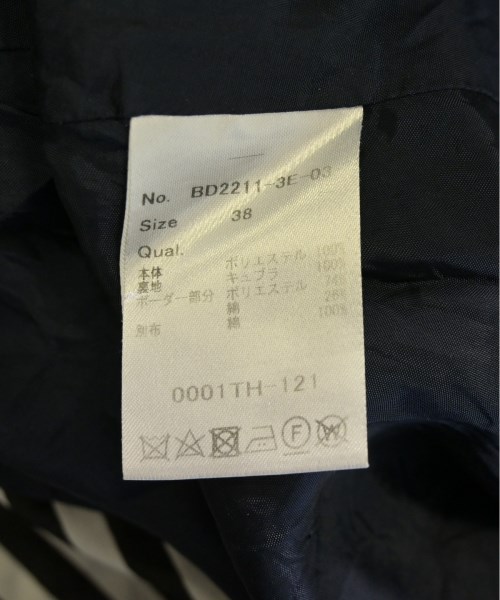 No. BD2211-3E-03
Size 38
Qual.
本体 ポリエステル 100%
裏地 キュプラ 100%
ボーダー部分 ポリエステル 74%
綿 26%
別布 綿 100%
0001TH-121
F W